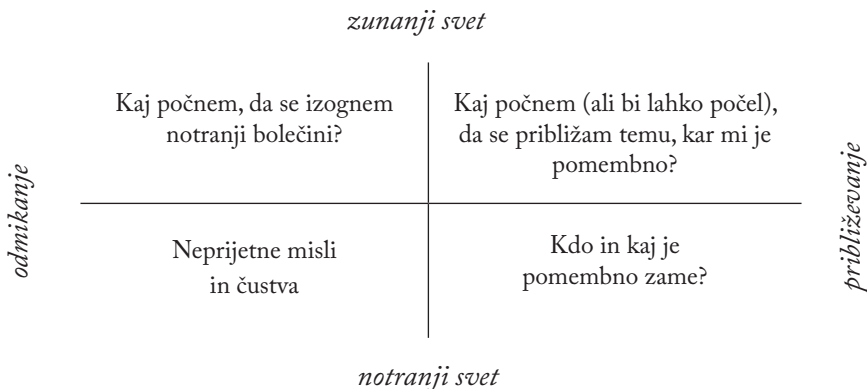 zunanji svet
Kaj počnem, da se izognem
notranji bolečini?
Kaj počnem (ali bi lahko počel),
da se približam temu, kar mi je
pomembno?
odmikanje
približevanje
Neprijetne misli
in čustva
Kdo in kaj je
pomembno zame?
notranji svet